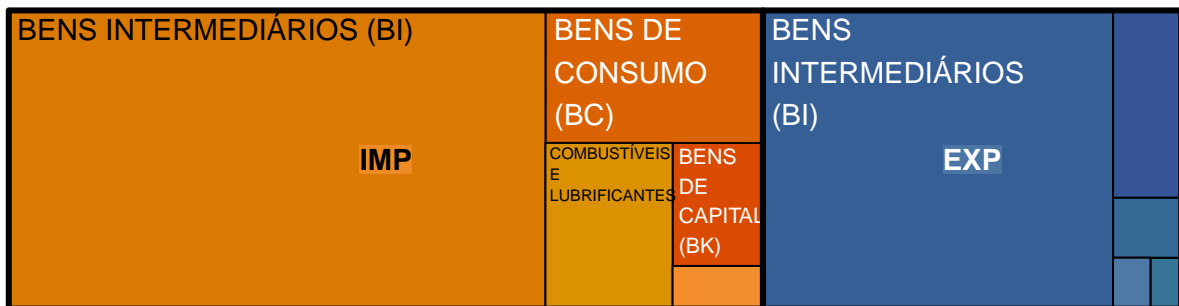 BENS INTERMEDIÁRIOS (BI)
IMP
BENS DE
CONSUMO
(BC)
COMBUSTÍVEIS
E
LUBRIFICANTES
BENS
DE
CAPITAL
(BK)
BENS
INTERMEDIÁRIOS
(BI)
EXP